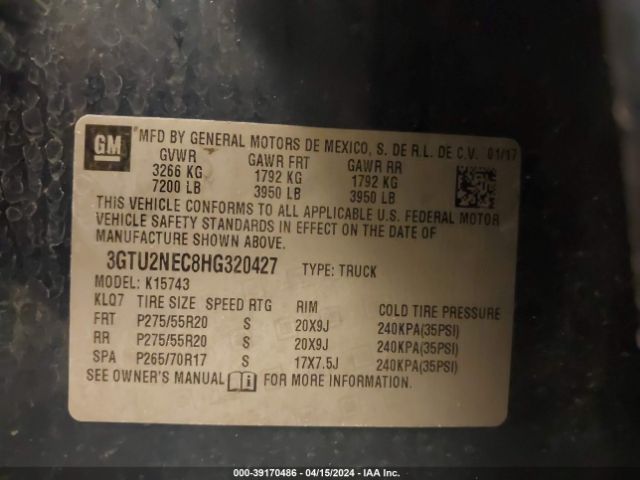 GM
*MFD BY GENERAL MOTORS DE MEXICO, S. DE R.L. DE C.V. 01/17
GVWR GAWR FRT GAWR RR
3266 KG 1792 KG 1792 KG
7200 LB 3950 LB 3950 LB
THIS VEHICLE CONFORMS TO ALL APPLICABLE U.S. FEDERAL MOTOR
VEHICLE SAFETY STANDARDS IN EFFECT ON THE DATE OF
MANUFACTURE SHOWN ABOVE.
3GTU2NEC8HG320427 TYPE: TRUCK
MODEL: K15743
KLQ7 TIRE SIZE SPEED RTG RIM COLD TIRE PRESSURE
FRT P275/55R20 S 20X9J 240KPA(35PSI)
RR P275/55R20 S 20X9J 240KPA(35PSI)
SPA P265/70R17 S 17X7.5J 240KPA(35PSI)
SEE OWNER'S MANUAL FOR MORE INFORMATION.
000-39170486 - 04/15/2024 - IAA Inc.